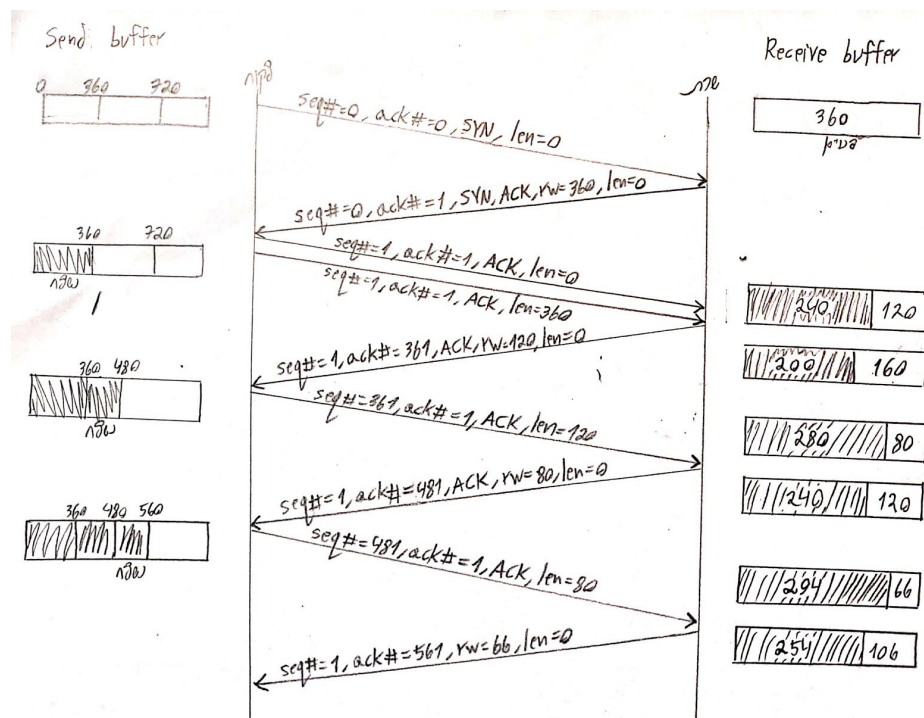 Send buffer
Receive buffer
לקוח
שרת
0 360 720
360
seq#=0, ack#=0, SYN, len=0
seq#=0, ack#=1, SYN, ACK, rw=360, len=0
360 720
נשלח
seq#=1, ack#=1, ACK, len=0
seq#=1, ack#=1, ACK, len=360
240 120
seq#=1, ack#=361, ACK, rw=120, len=0
200 160
360 480
נשלח
seq#=361, ack#=1, ACK, len=120
280 80
seq#=1, ack#=481, ACK, rw=80, len=0
240 120
360 480 560
נשלח
seq#=481, ack#=1, ACK, len=80
294 66
seq#=1, ack#=561, rw=66, len=0
254 106